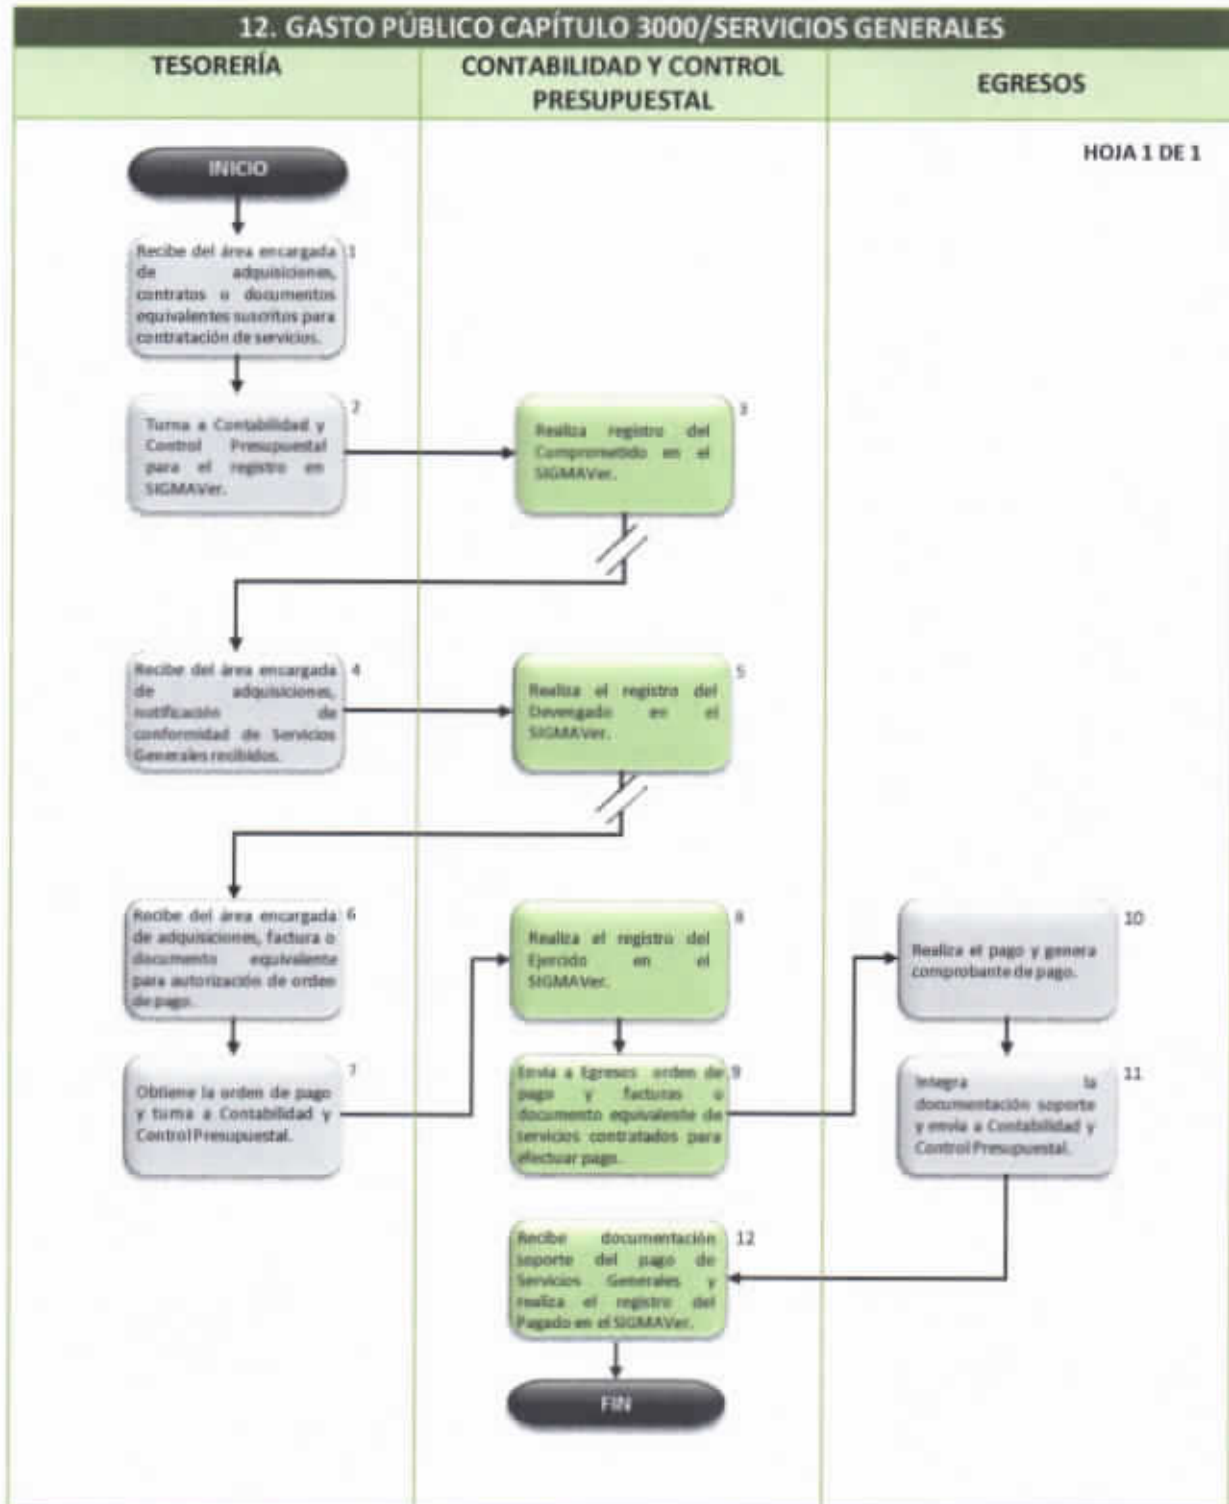 12. GASTO PÚBLICO CAPÍTULO 3000/SERVICIOS GENERALES
TESORERÍA
CONTABILIDAD Y CONTROL
PRESUPUESTAL
EGRESOS
HOJA 1 DE 1
INICIO
Recibe del área encargada
de adquisiciones,
contratos o documentos
equivalentes suscritos para
contratación de servicios.
1
Turna a Contabilidad y
Control Presupuestal
para el registro en
SIGMAVer.
2
Realiza registro del
Comprometido en el
SIGMAVer.
3
Recibe del área encargada
de adquisiciones,
notificación de
conformidad de Servicios
Generales recibidos.
4
Realiza el registro del
Devengado en el
SIGMAVer.
5
Recibe del área encargada
de adquisiciones, factura o
documento equivalente
para autorización de orden
de pago.
6
Obtiene la orden de pago
y turna a Contabilidad y
Control Presupuestal.
7
Realiza el registro del
Ejercido en el
SIGMAVer.
8
Envía a Egresos orden de
pago y facturas o
documento equivalente de
servicios contratados para
efectuar pago.
9
Realiza el pago y genera
comprobante de pago.
10
Integra la
documentación soporte
y envía a Contabilidad y
Control Presupuestal.
11
Recibe documentación
soporte del pago de
Servicios Generales y
realiza el registro del
Pagado en el SIGMAVer.
12
FIN